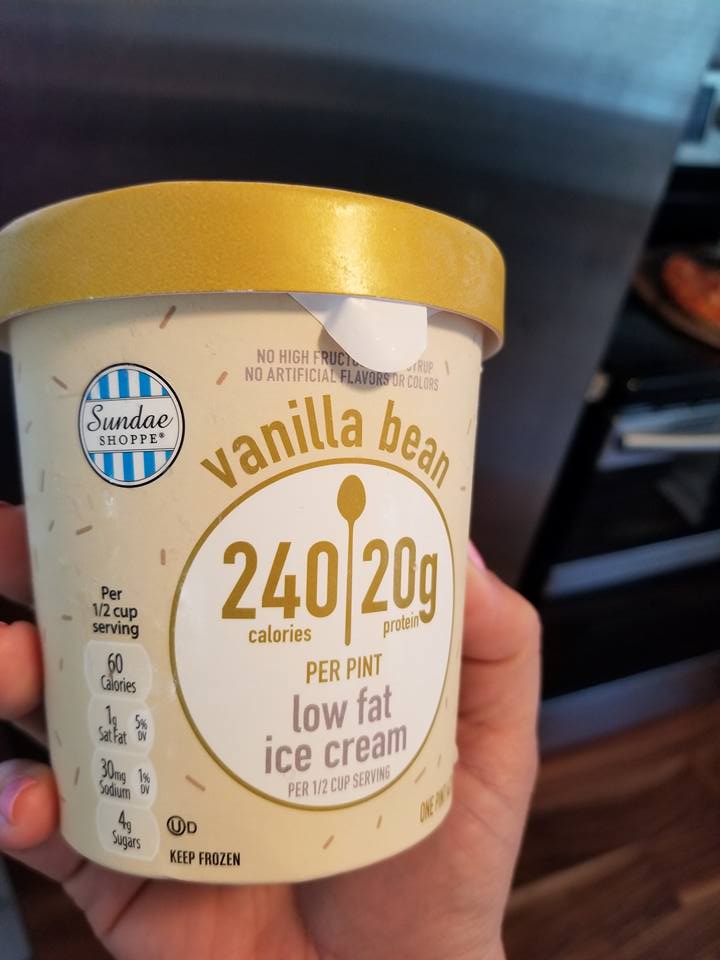 NO HIGH FRUCTO RUP
NO ARTIFICIAL FLAVORS OR COLORS
Sundae
SHOPPE®
vanilla bean
240 20g
calories protein
PER PINT
low fat
ice cream
PER 1/2 CUP SERVING
Per
1/2 cup
serving
60
Calories
1g 5%
Sat Fat DV
30mg 1%
Sodium DV
4g
Sugars
UD
KEEP FROZEN
ONE PINT